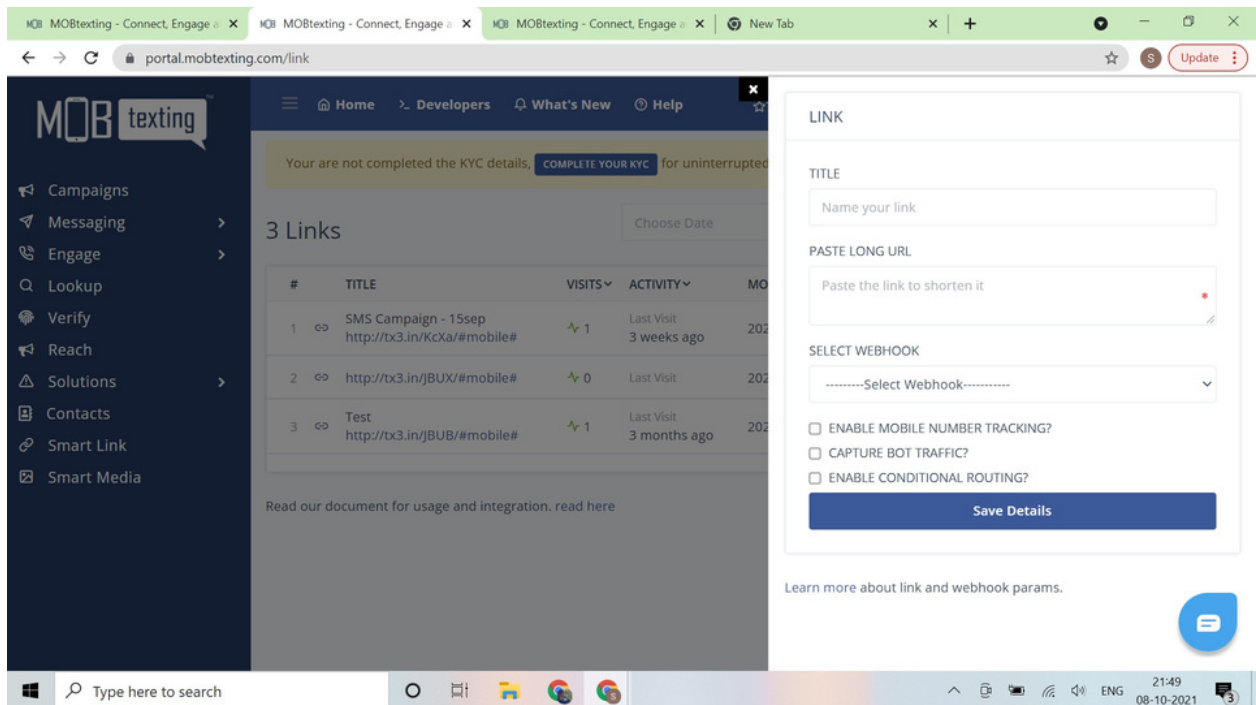 MOBtexting - Connect, Engage a
MOBtexting - Connect, Engage a
MOBtexting - Connect, Engage a
New Tab
portal.mobtexting.com/link
S
Update
MOB texting
Campaigns
Messaging
Engage
Lookup
Verify
Reach
Solutions
Contacts
Smart Link
Smart Media
Home Developers What's New Help
Your are not completed the KYC details, COMPLETE YOUR KYC for uninterrupted
3 Links
Choose Date
# TITLE VISITS ACTIVITY MO
1 SMS Campaign - 15sep 1 Last Visit
http://tx3.in/KcXa/#mobile# 3 weeks ago 202
2 http://tx3.in/JBUX/#mobile# 0 Last Visit 202
3 Test 1 Last Visit
http://tx3.in/JBUB/#mobile# 3 months ago 202
Read our document for usage and integration. read here
LINK
TITLE
Name your link
PASTE LONG URL
Paste the link to shorten it
*
SELECT WEBHOOK
---------Select Webhook-----------
ENABLE MOBILE NUMBER TRACKING?
CAPTURE BOT TRAFFIC?
ENABLE CONDITIONAL ROUTING?
Save Details
Learn more about link and webhook params.
Type here to search
ENG
21:49
08-10-2021
3